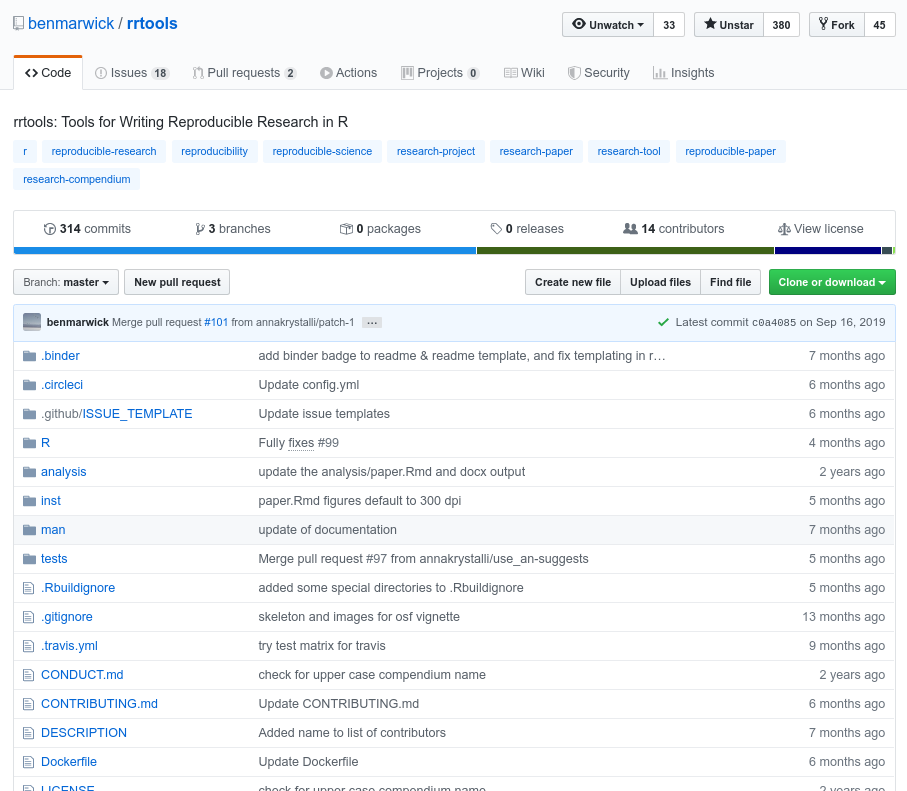 benmarwick / rrtools Unwatch 33 Unstar 380 Fork 45
Code Issues 18 Pull requests 2 Actions Projects 0 Wiki Security Insights
rrtools: Tools for Writing Reproducible Research in R
r reproducible-research reproducibility reproducible-science research-project research-paper research-tool reproducible-paper
research-compendium
314 commits 3 branches 0 packages 0 releases 14 contributors View license
Branch: master New pull request Create new file Upload files Find file Clone or download
benmarwick Merge pull request #101 from annakrystalli/patch-1 ... Latest commit c0a4085 on Sep 16, 2019
.binder add binder badge to readme & readme template, and fix templating in r… 7 months ago
.circleci Update config.yml 6 months ago
.github/ISSUE_TEMPLATE Update issue templates 6 months ago
R Fully fixes #99 4 months ago
analysis update the analysis/paper.Rmd and docx output 2 years ago
inst paper.Rmd figures default to 300 dpi 5 months ago
man update of documentation 7 months ago
tests Merge pull request #97 from annakrystalli/use_an-suggests 5 months ago
.Rbuildignore added some special directories to .Rbuildignore 5 months ago
.gitignore skeleton and images for osf vignette 13 months ago
.travis.yml try test matrix for travis 9 months ago
CONDUCT.md check for upper case compendium name 2 years ago
CONTRIBUTING.md Update CONTRIBUTING.md 6 months ago
DESCRIPTION Added name to list of contributors 7 months ago
Dockerfile Update Dockerfile 6 months ago
LICENSE check for upper case compendium name 2 years ago